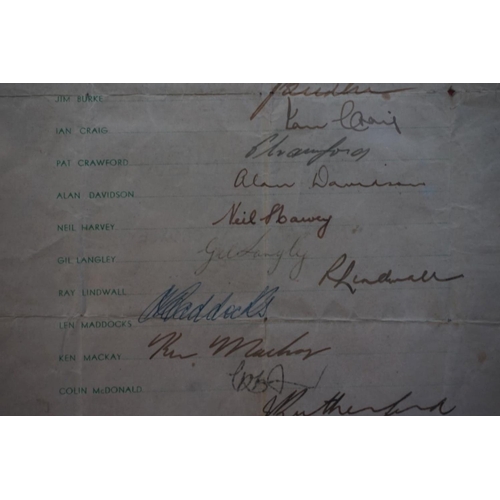 JIM BURKE
IAN CRAIG Ian Craig
PAT CRAWFORD P Crawford
ALAN DAVIDSON Alan Davidson
NEIL HARVEY Neil Harvey
GIL LANGLEY Gil Langley
RAY LINDWALL R Lindwall
LEN MADDOCKS L Maddocks.
KEN MACKAY Ken Mackay
COLIN McDONALD
Rutherford